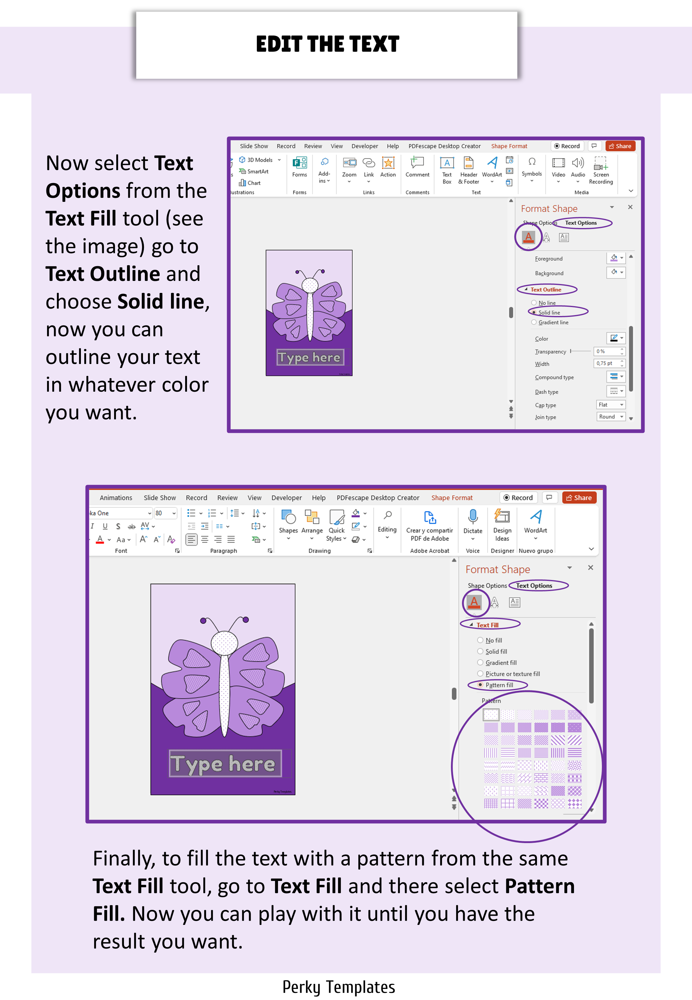 EDIT THE TEXT
Now select Text
Options from the
Text Fill tool (see
the image) go to
Text Outline and
choose Solid line,
now you can
outline your text
in whatever color
you want.
Slide Show Record Review View Developer Help PDFescape Desktop Creator Shape Format Record Share
3D Models
SmartArt
Chart
Forms
Add-
ins
Zoom Link Action
Comment
Text
Box
Header
& Footer
WordArt
Symbols
Video Audio Screen
Recording
lustrations Forms Links Comments Text Media
Format Shape
Shape Options Text Options
Foreground
Background
Text Outline
No line
Solid line
Gradient line
Color
Transparency 0 %
Width 0,75 pt
Compound type
Dash type
Cap type Flat
Join type Round
Type here
Perky Templates
Animations Slide Show Record Review View Developer Help PDFescape Desktop Creator Shape Format Record Share
ka One 80
I U S ab AV
A Aa A A A
Shapes Arrange Quick
Styles
Editing
Crear y compartir
PDF de Adobe
Dictate
Design
Ideas
WordArt
Font Paragraph Drawing Adobe Acrobat Voice Designer Nuevo grupo
Format Shape
Shape Options Text Options
Text Fill
No fill
Solid fill
Gradient fill
Picture or texture fill
Pattern fill
Pattern
Type here
Perky Templates
Finally, to fill the text with a pattern from the same
Text Fill tool, go to Text Fill and there select Pattern
Fill. Now you can play with it until you have the
result you want.
Perky Templates